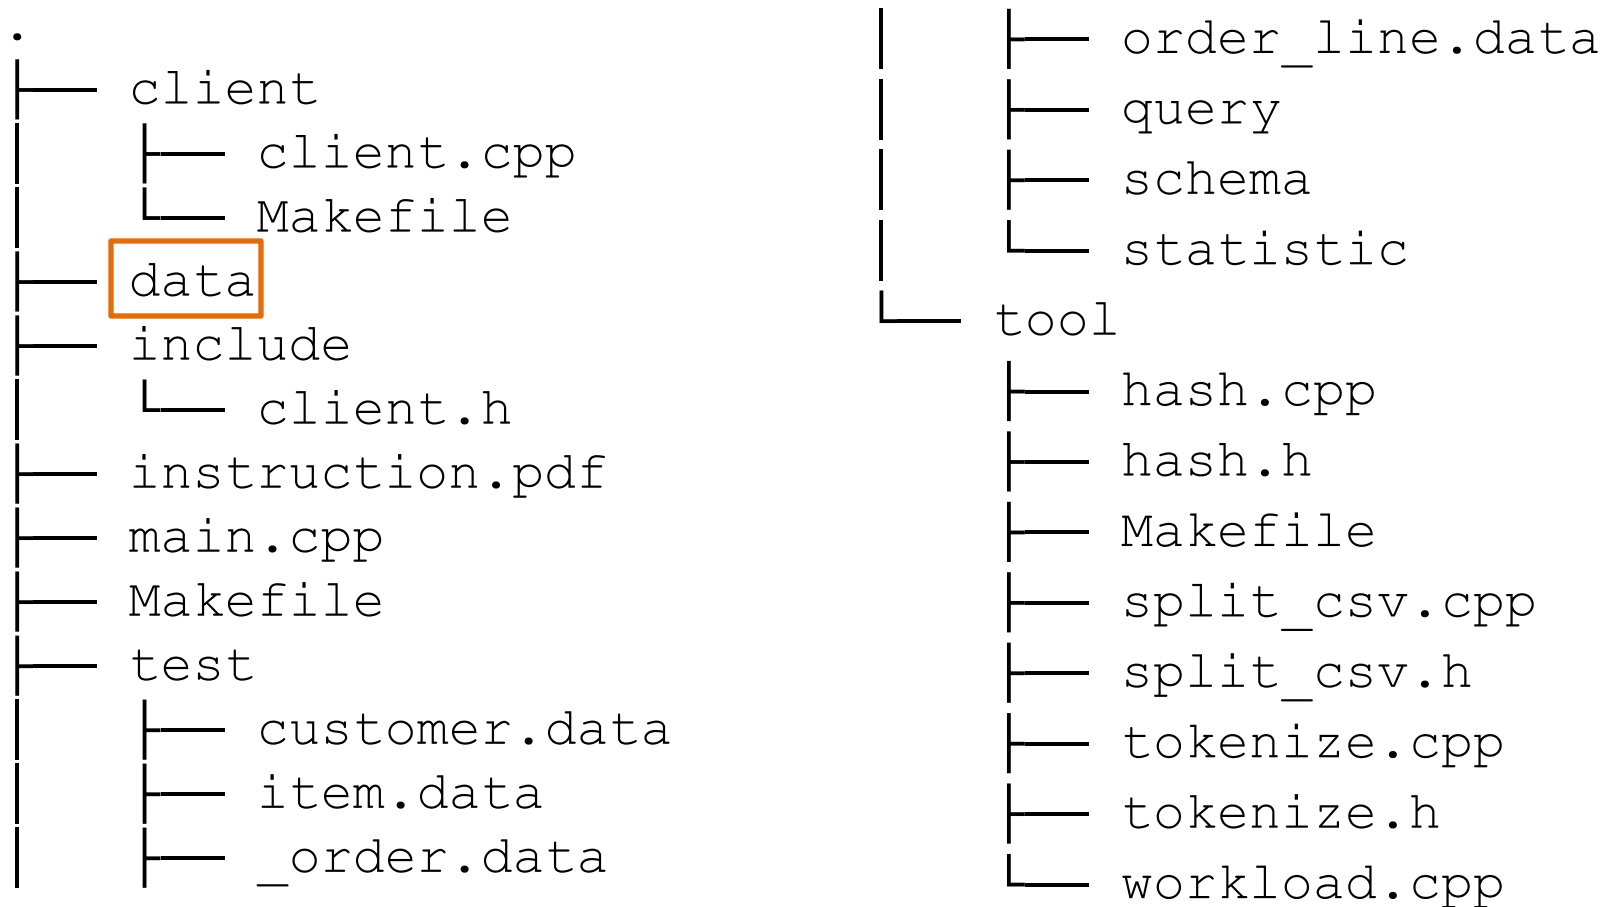 .
├── client
│   ├── client.cpp
│   └── Makefile
├── data
├── include
│   └── client.h
├── instruction.pdf
├── main.cpp
├── Makefile
├── test
│   ├── customer.data
│   ├── item.data
│   ├── _order.data
│   ├── order_line.data
│   ├── query
│   ├── schema
│   └── statistic
└── tool
    ├── hash.cpp
    ├── hash.h
    ├── Makefile
    ├── split_csv.cpp
    ├── split_csv.h
    ├── tokenize.cpp
    ├── tokenize.h
    └── workload.cpp